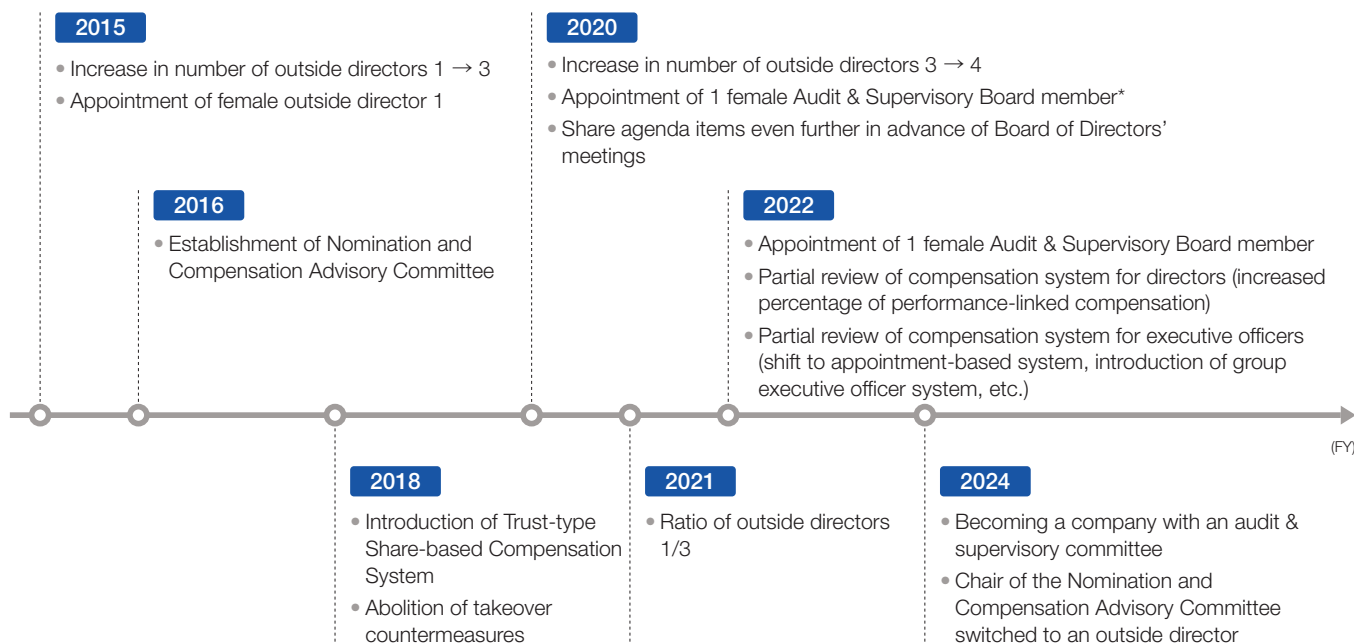 2015
• Increase in number of outside directors 1 → 3
• Appointment of female outside director 1
2016
• Establishment of Nomination and
Compensation Advisory Committee
2018
• Introduction of Trust-type
Share-based Compensation
System
• Abolition of takeover
countermeasures
2020
• Increase in number of outside directors 3 → 4
• Appointment of 1 female Audit & Supervisory Board member*
• Share agenda items even further in advance of Board of Directors’
meetings
2021
• Ratio of outside directors
1/3
2022
• Appointment of 1 female Audit & Supervisory Board member
• Partial review of compensation system for directors (increased
percentage of performance-linked compensation)
• Partial review of compensation system for executive officers
(shift to appointment-based system, introduction of group
executive officer system, etc.)
2024
• Becoming a company with an audit &
supervisory committee
• Chair of the Nomination and
Compensation Advisory Committee
switched to an outside director
(FY)